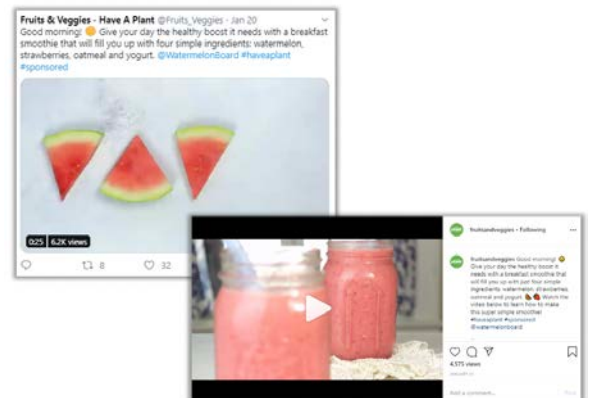 Fruits & Veggies - Have A Plant @Fruits_Veggies · Jan 20
Good morning! 🌞 Give your day the healthy boost it needs with a breakfast
smoothie that will fill you up with four simple ingredients: watermelon,
strawberries, oatmeal and yogurt. @WatermelonBoard #haveaplant
#sponsored
0:25 6.2K views
8
32
fruitsandveggies • Following
fruitsandveggies Good morning! 🌞
Give your day the healthy boost it
needs with a breakfast smoothie that
will fill you up with just four simple
ingredients: watermelon, strawberries,
oatmeal and yogurt. 🍉🍓 Watch the
video below to learn how to make
this super simple smoothie!
#haveaplant #sponsored
@watermelonboard
4,575 views
Add a comment...